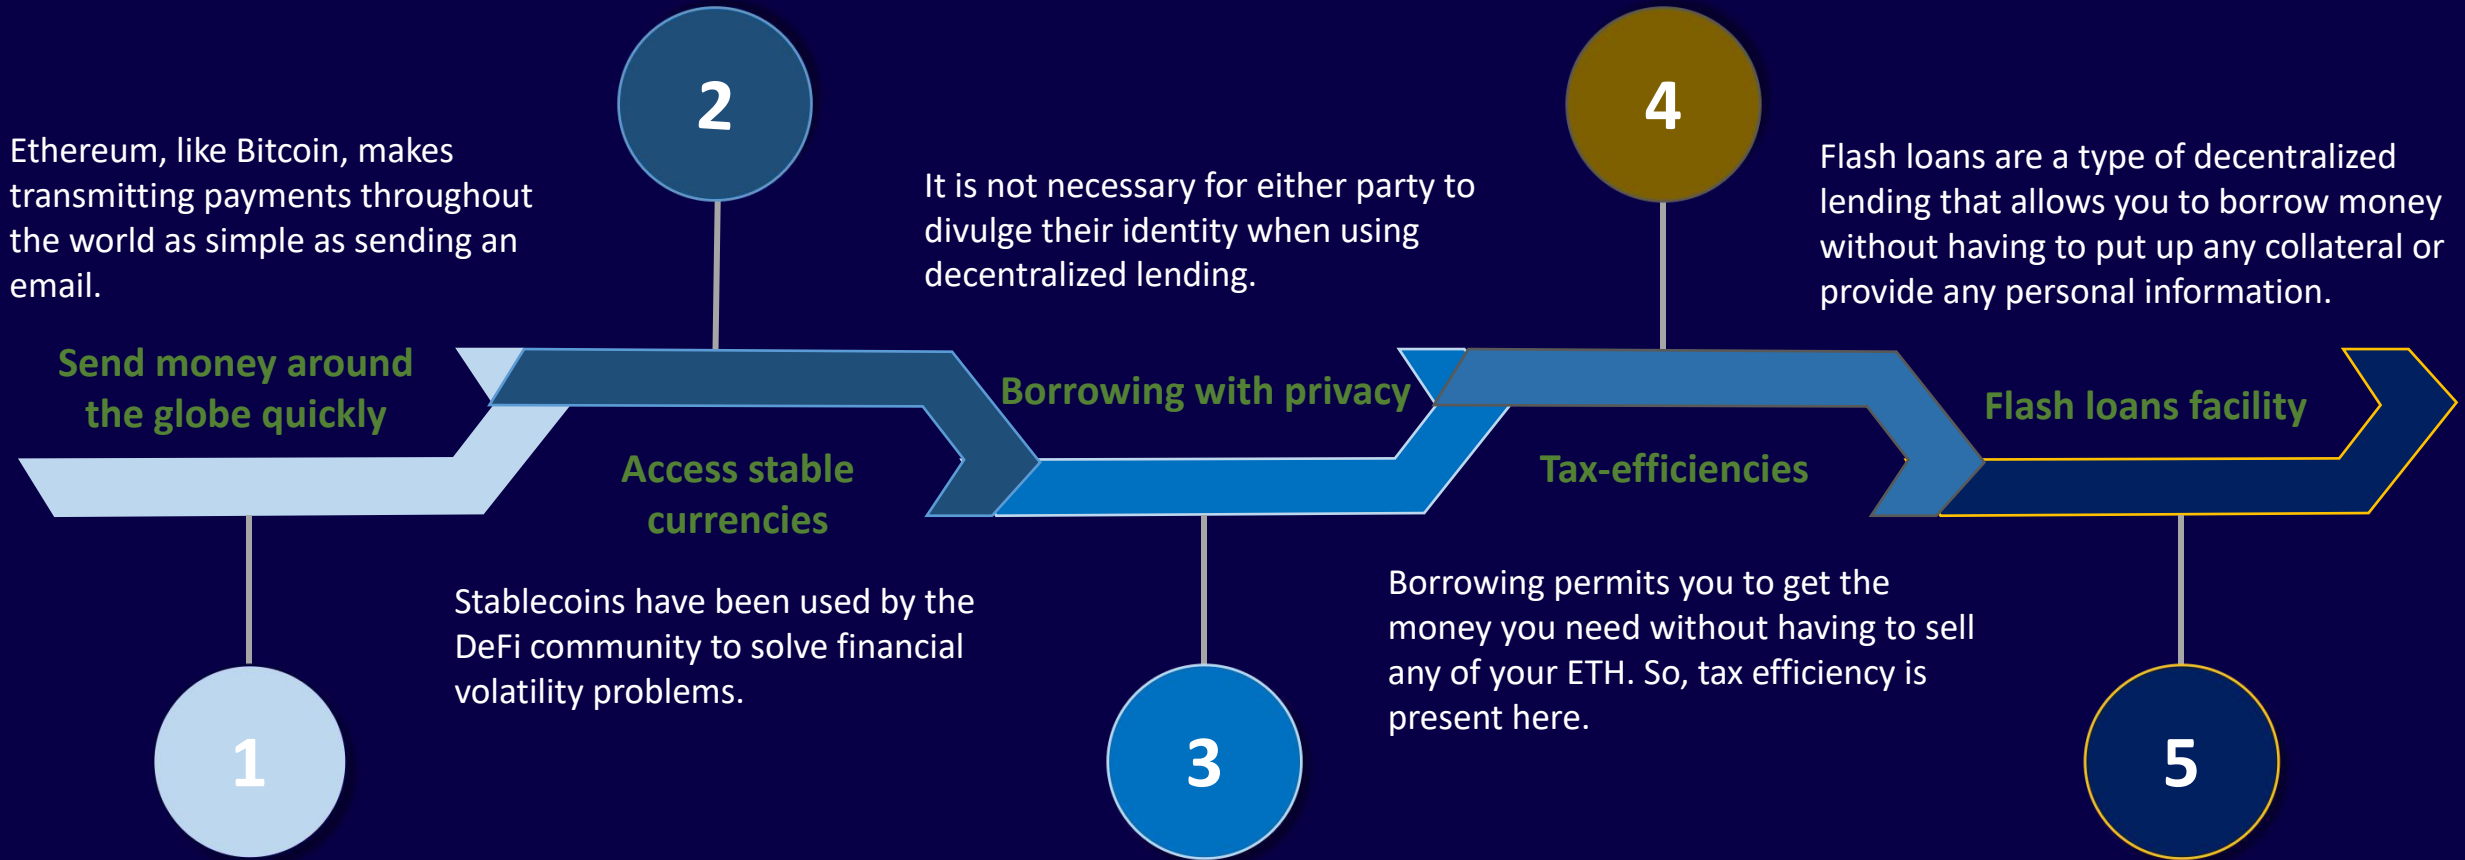 Ethereum, like Bitcoin, makes
transmitting payments throughout
the world as simple as sending an
email.
Send money around
the globe quickly
1
2
Access stable
currencies
Stablecoins have been used by the
DeFi community to solve financial
volatility problems.
It is not necessary for either party to
divulge their identity when using
decentralized lending.
Borrowing with privacy
3
4
Tax-efficiencies
Borrowing permits you to get the
money you need without having to sell
any of your ETH. So, tax efficiency is
present here.
Flash loans are a type of decentralized
lending that allows you to borrow money
without having to put up any collateral or
provide any personal information.
Flash loans facility
5